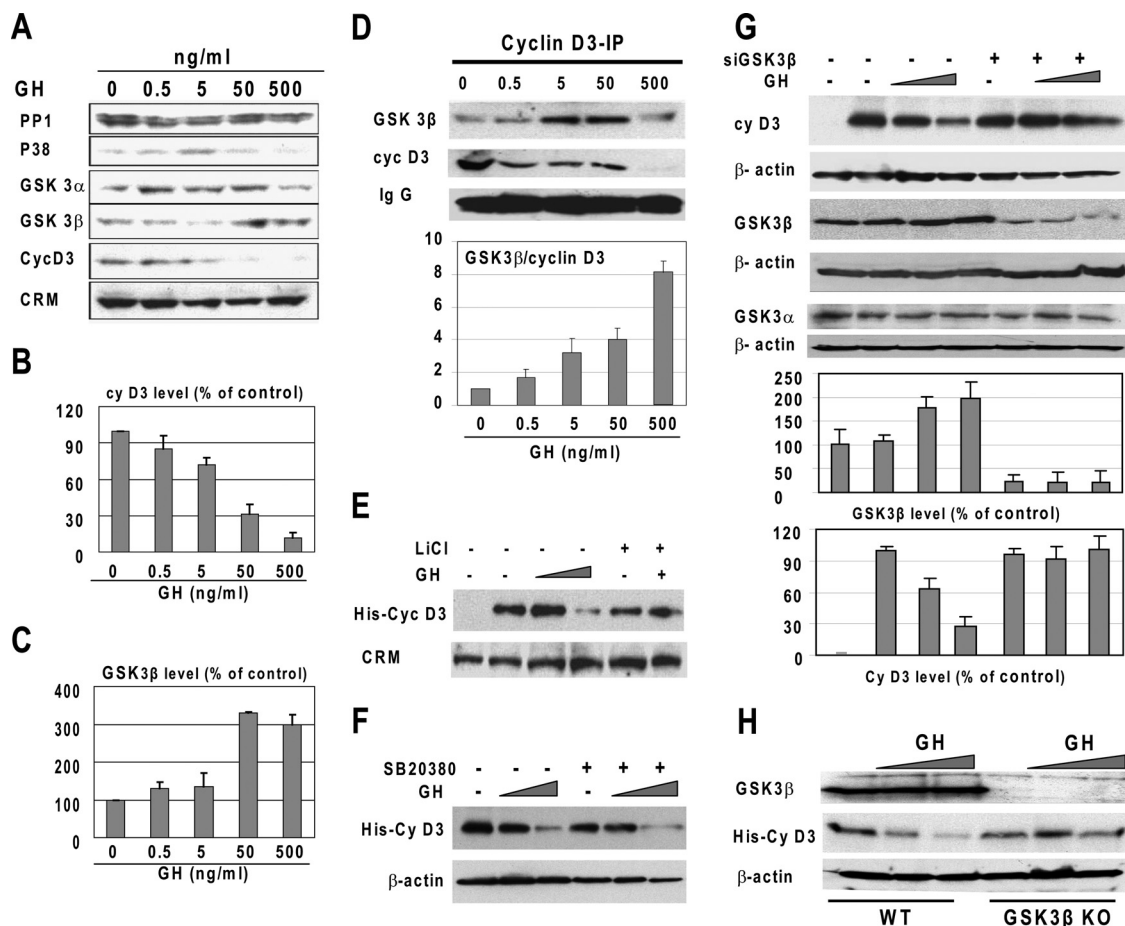 A
ng/ml
GH 0 0.5 5 50 500
PP1
P38
GSK 3α
GSK 3β
CycD3
CRM
B
cy D3 level (% of control)
120
90
60
30
0
0 0.5 5 50 500
GH (ng/ml)
C
GSK3β level (% of control)
400
300
200
100
0
0 0.5 5 50 500
GH (ng/ml)
D
Cyclin D3-IP
0 0.5 5 50 500
GSK 3β
cyc D3
Ig G
GSK3β/cyclin D3
10
8
6
4
2
0
0 0.5 5 50 500
GH (ng/ml)
E
LiCl - - - - + +
GH - - - +
His-Cyc D3
CRM
F
SB20380 - - - + + +
GH - -
His-Cy D3
β-actin
G
siGSK3β - - - - + + +
GH - - -
cy D3
β- actin
GSK3β
β- actin
GSK3α
β- actin
250
200
150
100
50
0
GSK3β level (% of control)
120
90
60
30
0
Cy D3 level (% of control)
H
GH GH
GSK3β
His-Cy D3
β-actin
WT GSK3β KO